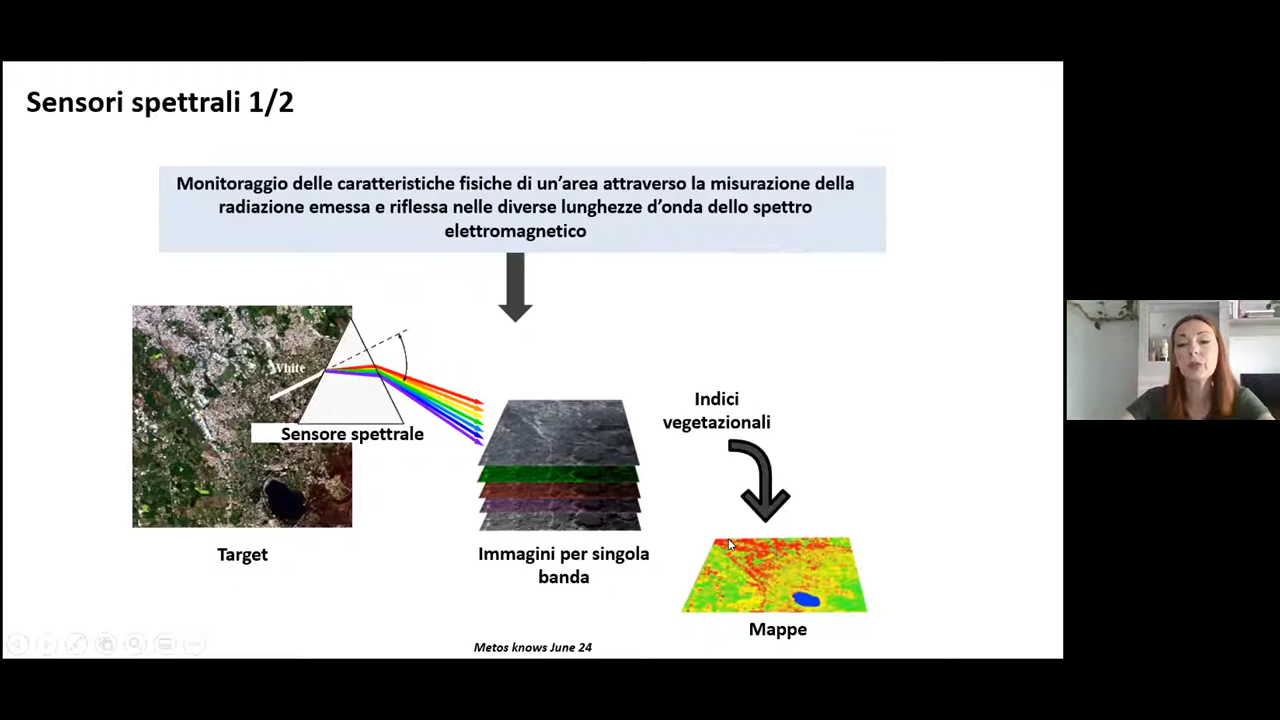 Sensori spettrali 1/2
Monitoraggio delle caratteristiche fisiche di un'area attraverso la misurazione della
radiazione emessa e riflessa nelle diverse lunghezze d'onda dello spettro
elettromagnetico
White
Sensore spettrale
Target
Immagini per singola
banda
Indici
vegetazionali
Mappe
Metos knows June 24